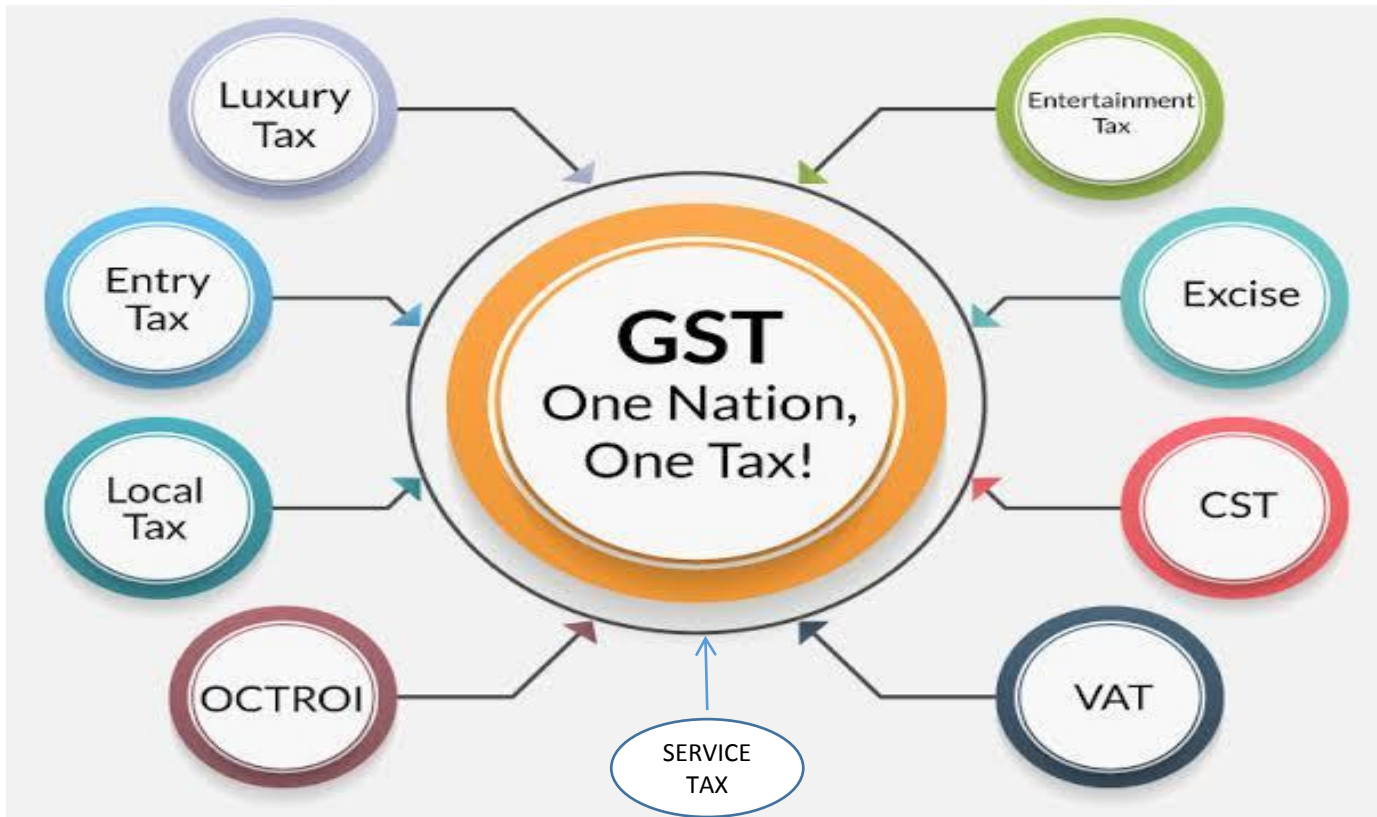 Luxury
Tax
Entertainment
Tax
Entry
Tax
Excise
GST
One Nation,
One Tax!
Local
Tax
CST
OCTROI
VAT
SERVICE
TAX